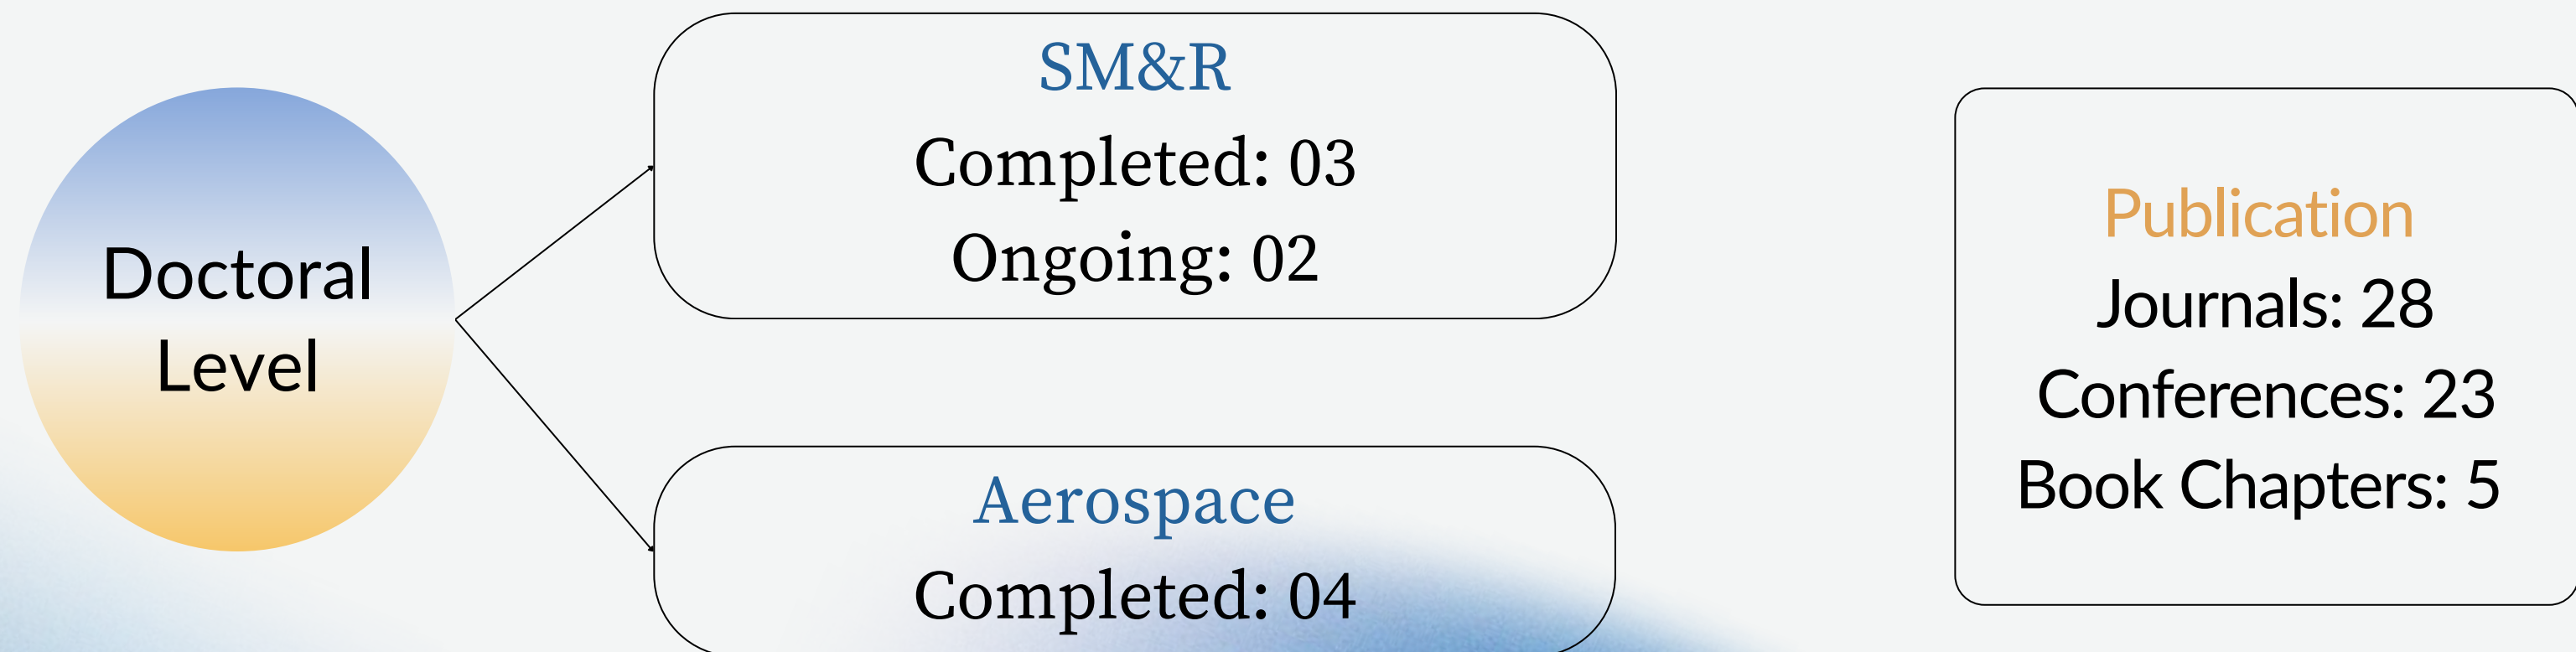 Doctoral
Level
SM&R
Completed: 03
Ongoing: 02
Aerospace
Completed: 04
Publication
Journals: 28
Conferences: 23
Book Chapters: 5